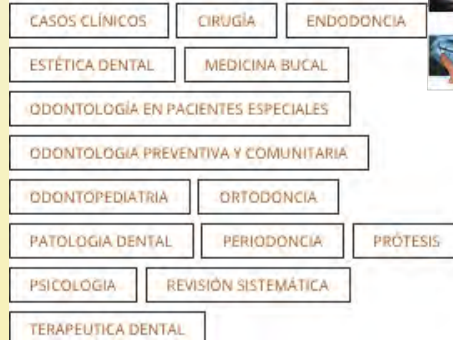 CASOS CLÍNICOS CIRUGÍA ENDODONCIA
ESTÉTICA DENTAL MEDICINA BUCAL
ODONTOLOGÍA EN PACIENTES ESPECIALES
ODONTOLOGIA PREVENTIVA Y COMUNITARIA
ODONTOPEDIATRIA ORTODONCIA
PATOLOGIA DENTAL PERIODONCIA PRÓTESIS
PSICOLOGIA REVISIÓN SISTEMÁTICA
TERAPEUTICA DENTAL